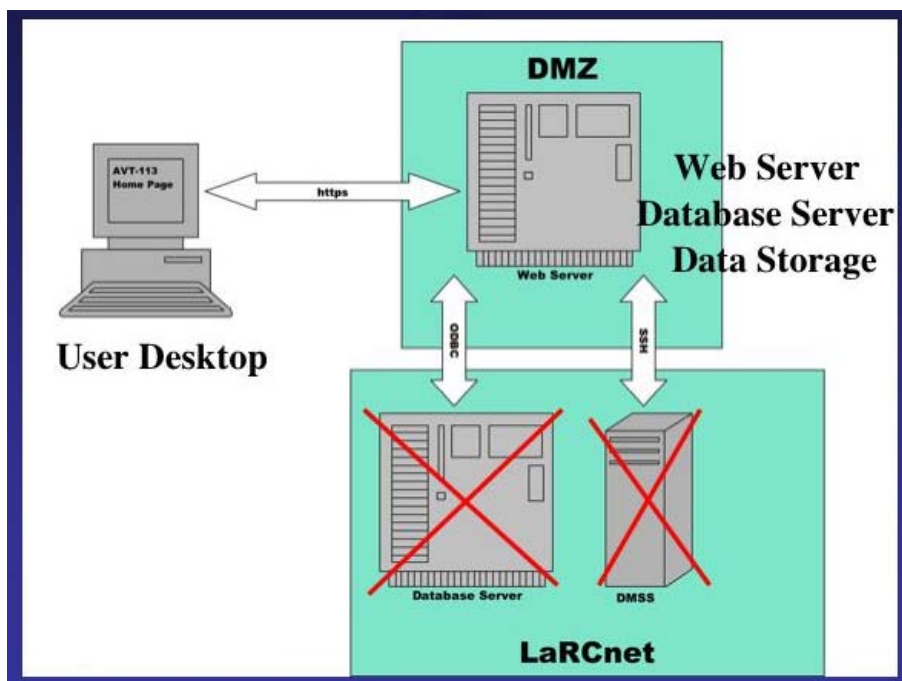 DMZ
AVT-113
Home Page
https
Web Server
Database Server
Data Storage
Web Server
User Desktop
ODBC
SSH
Database Server
DMSS
LaRCnet